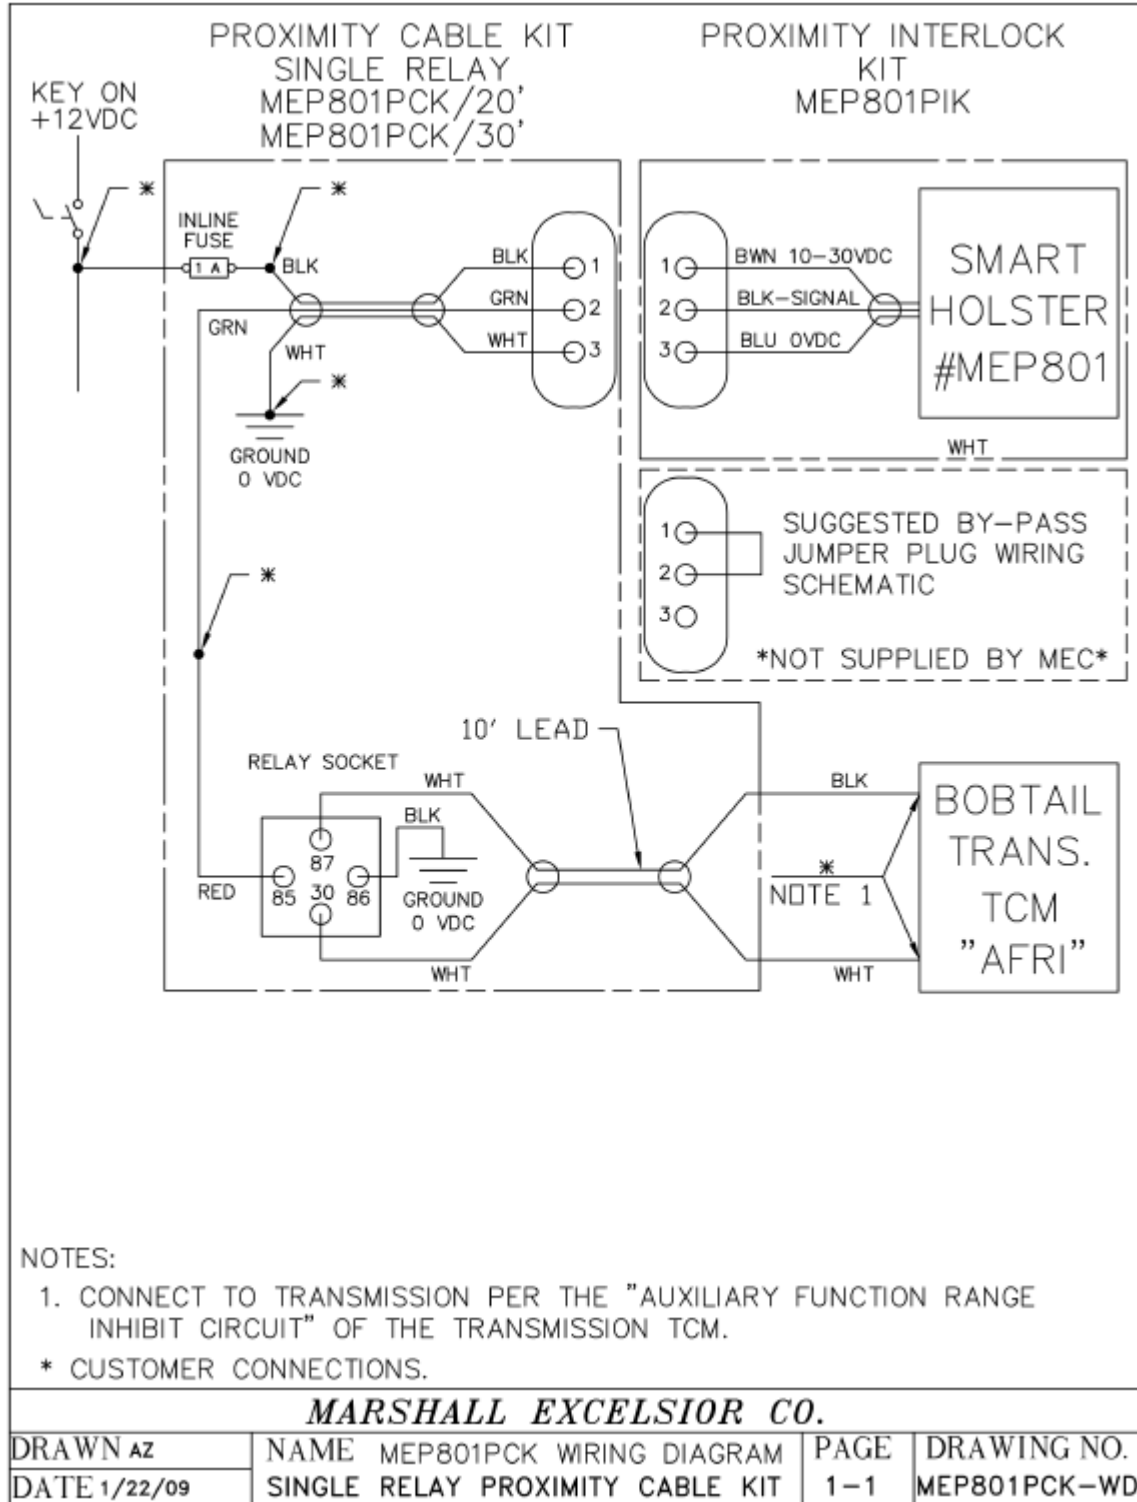 PROXIMITY CABLE KIT
SINGLE RELAY
MEP801PCK/20'
MEP801PCK/30'
PROXIMITY INTERLOCK
KIT
MEP801PIK
KEY ON
+12VDC
*
*
INLINE
FUSE
1 A
BLK
GRN
WHT
BLK
GRN
WHT
1
2
3
1
2
3
BWN 10-30VDC
BLK-SIGNAL
BLU 0VDC
SMART
HOLSTER
#MEP801
WHT
*
GROUND
0 VDC
1
2
3
SUGGESTED BY-PASS
JUMPER PLUG WIRING
SCHEMATIC
*NOT SUPPLIED BY MEC*
*
10' LEAD
RELAY SOCKET
WHT
BLK
87
85
30
86
RED
GROUND
0 VDC
WHT
BLK
*
NOTE 1
WHT
BOBTAIL
TRANS.
TCM
"AFRI"
NOTES:
1. CONNECT TO TRANSMISSION PER THE "AUXILIARY FUNCTION RANGE
INHIBIT CIRCUIT" OF THE TRANSMISSION TCM.
* CUSTOMER CONNECTIONS.
MARSHALL EXCELSIOR CO.
DRAWN AZ
DATE 1/22/09
NAME MEP801PCK WIRING DIAGRAM
SINGLE RELAY PROXIMITY CABLE KIT
PAGE
1-1
DRAWING NO.
MEP801PCK-WD